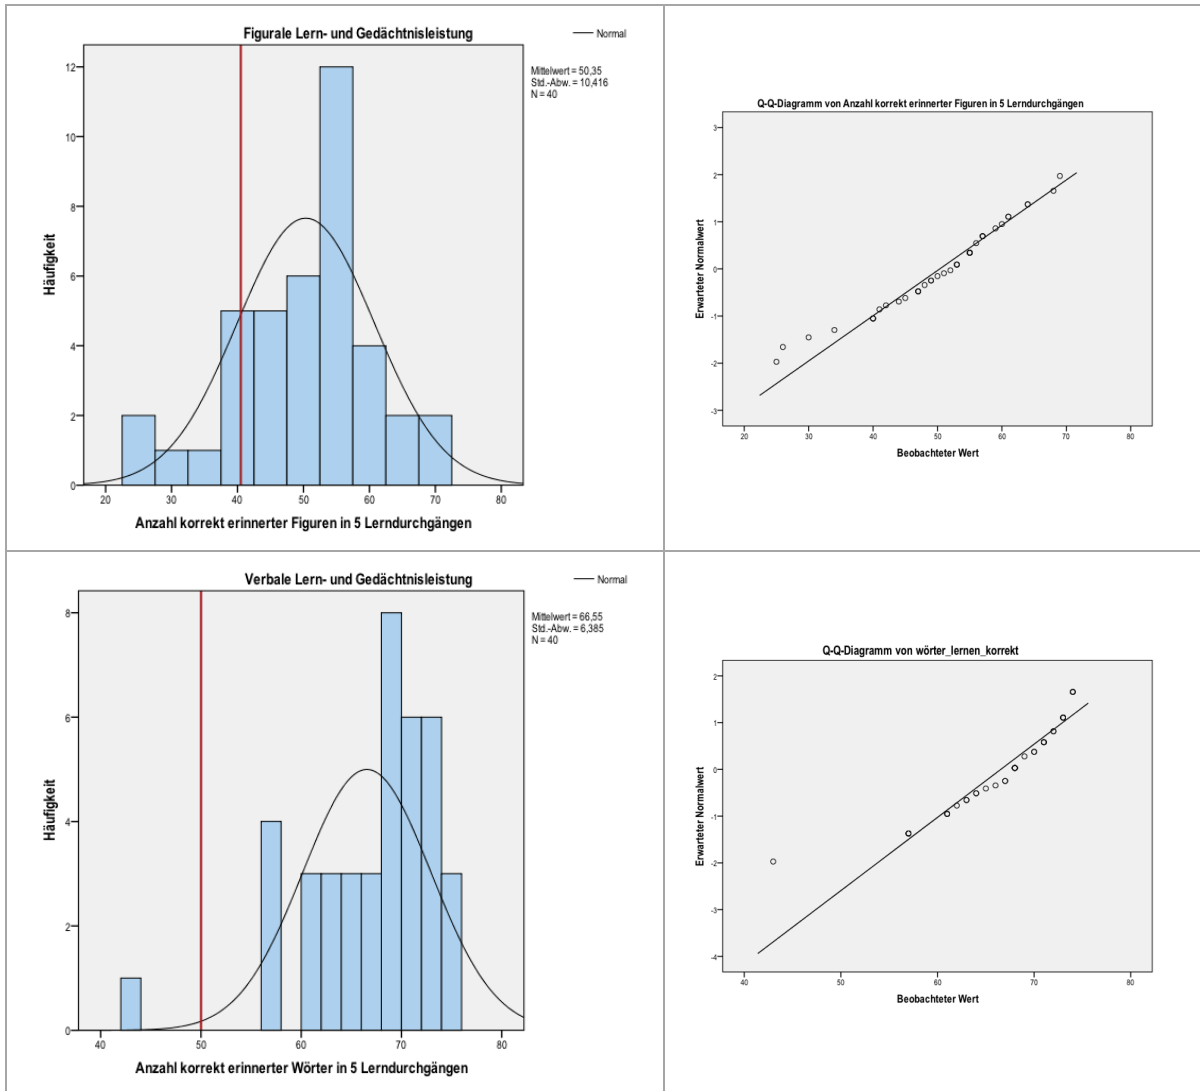 Figurale Lern- und Gedächtnisleistung
Normal
Mittelwert = 50,35
Std.-Abw. = 10,416
N = 40
12
10
8
6
4
2
0
Häufigkeit
20 30 40 50 60 70 80
Anzahl korrekt erinnerter Figuren in 5 Lerndurchgängen
Q-Q-Diagramm von Anzahl korrekt erinnerter Figuren in 5 Lerndurchgängen
3
2
1
0
-1
-2
-3
Erwarteter Normalwert
20 30 40 50 60 70 80
Beobachteter Wert
Verbale Lern- und Gedächtnisleistung
Normal
Mittelwert = 66,55
Std.-Abw. = 6,385
N = 40
8
6
4
2
0
Häufigkeit
40 50 60 70 80
Anzahl korrekt erinnerter Wörter in 5 Lerndurchgängen
Q-Q-Diagramm von wörter_lernen_korrekt
2
1
0
-1
-2
-3
-4
Erwarteter Normalwert
40 50 60 70 80
Beobachteter Wert